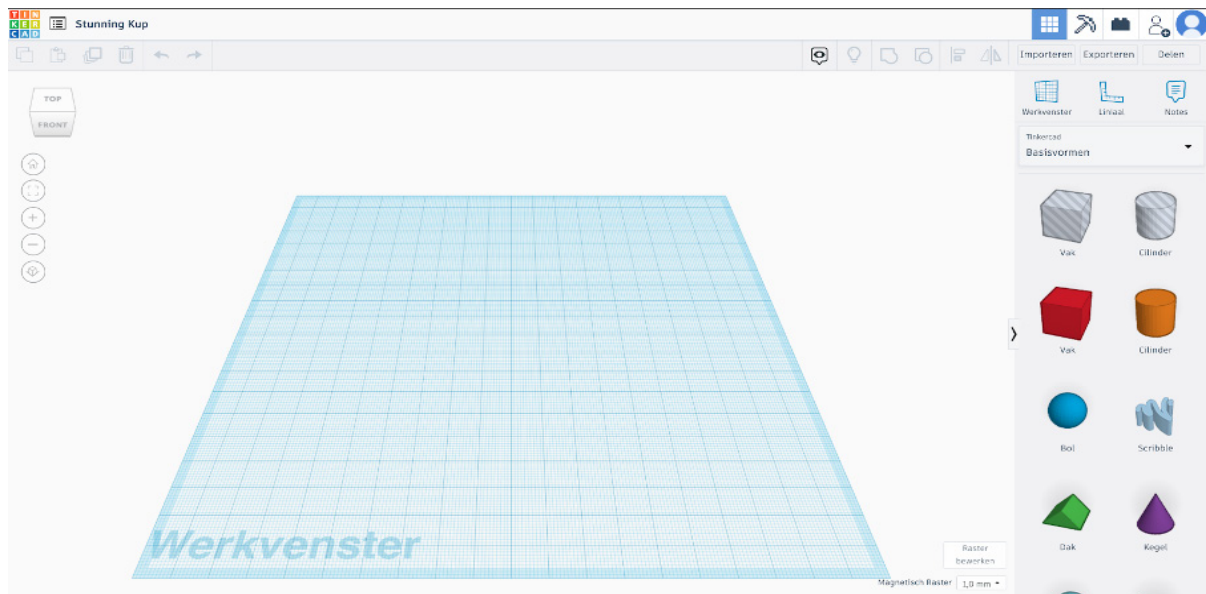 TIN
KER
CAD
Stunning Kup
Importeren Exporteren Delen
TOP
FRONT
Werkvenster Liniaal Notes
Tinkercad
Basisvormen
Vak Cilinder
Vak Cilinder
Bol Scribble
Dak Kegel
Werkvenster
Raster
bewerken
Magnetisch Raster 1,0 mm